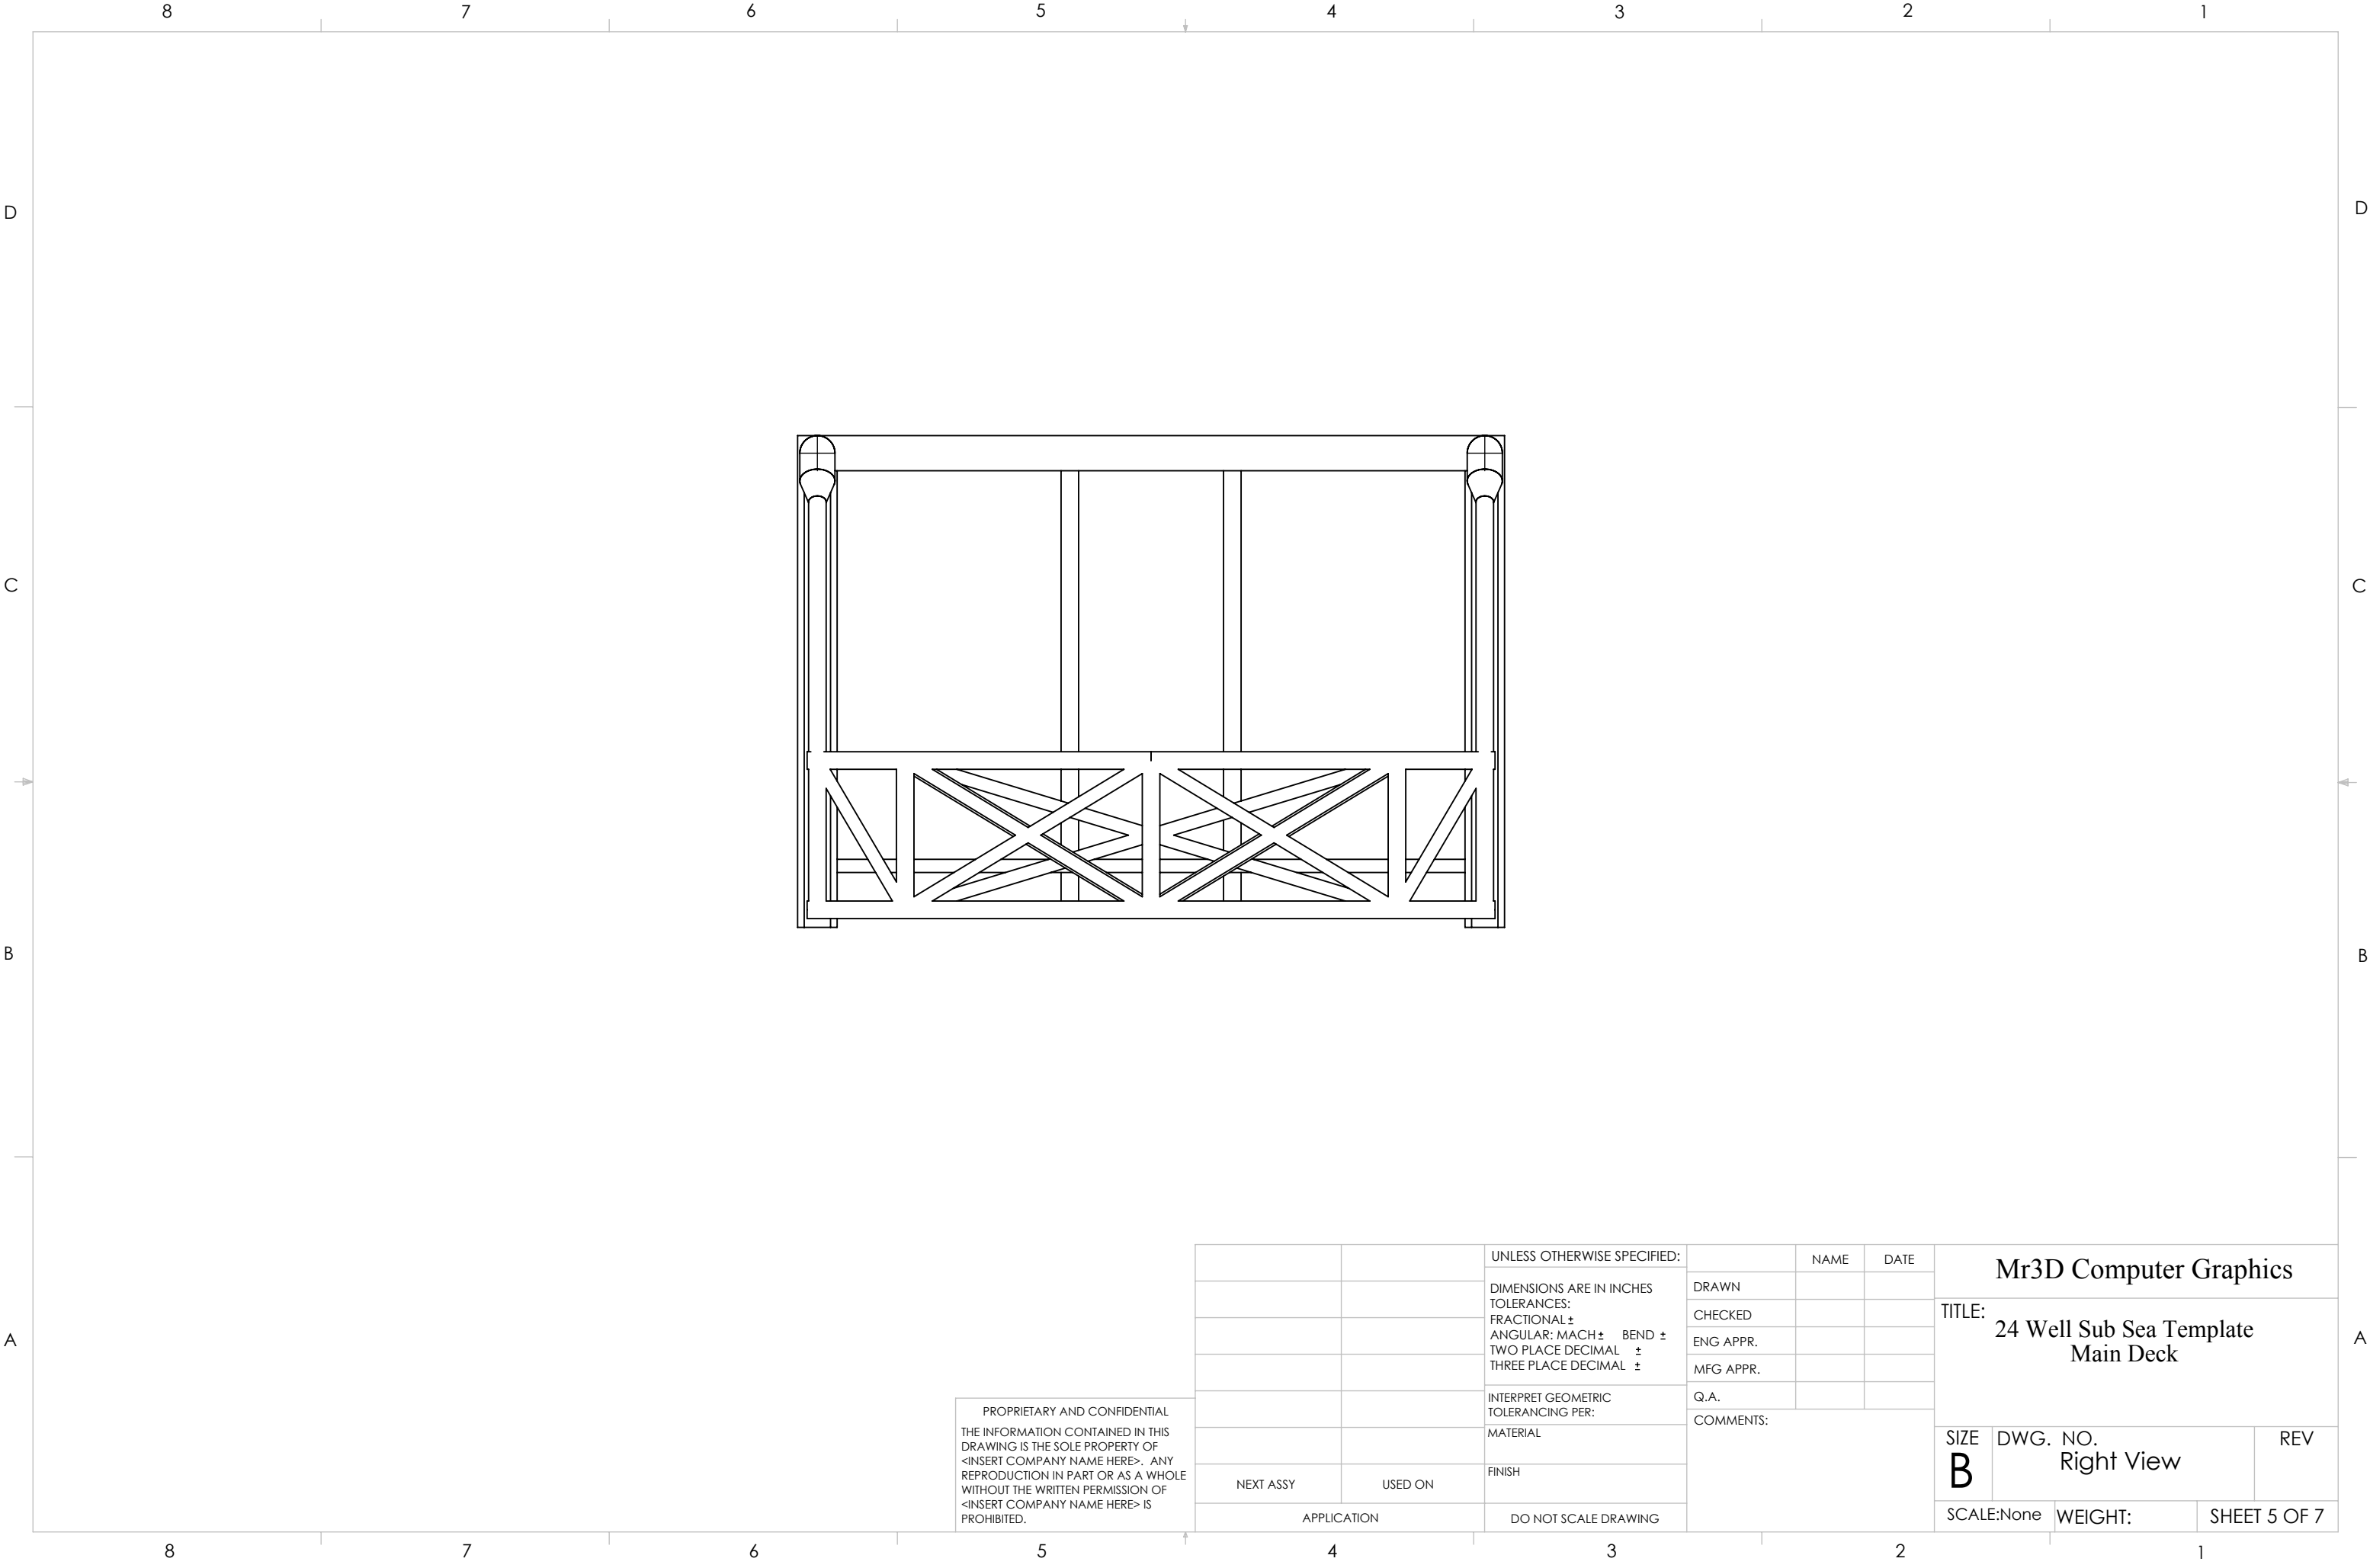 8 7 6 5 4 3 2 1
D D
C C
B B
A A
PROPRIETARY AND CONFIDENTIAL
THE INFORMATION CONTAINED IN THIS
DRAWING IS THE SOLE PROPERTY OF
<INSERT COMPANY NAME HERE>. ANY
REPRODUCTION IN PART OR AS A WHOLE
WITHOUT THE WRITTEN PERMISSION OF
<INSERT COMPANY NAME HERE> IS
PROHIBITED.
NEXT ASSY USED ON
APPLICATION
UNLESS OTHERWISE SPECIFIED:
DIMENSIONS ARE IN INCHES
TOLERANCES:
FRACTIONAL ±
ANGULAR: MACH ± BEND ±
TWO PLACE DECIMAL ±
THREE PLACE DECIMAL ±
INTERPRET GEOMETRIC
TOLERANCING PER:
MATERIAL
FINISH
DO NOT SCALE DRAWING
NAME DATE
DRAWN
CHECKED
ENG APPR.
MFG APPR.
Q.A.
COMMENTS:
Mr3D Computer Graphics
TITLE:
24 Well Sub Sea Template
Main Deck
SIZE DWG. NO. REV
B Right View
SCALE:None WEIGHT: SHEET 5 OF 7
8 7 6 5 4 3 2 1